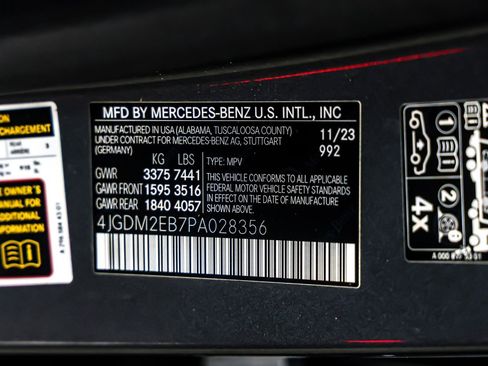 MFD BY MERCEDES-BENZ U.S. INTL., INC
MANUFACTURED IN USA (ALABAMA, TUSCALOOSA COUNTY)
UNDER CONTRACT FOR MERCEDES-BENZ AG, STUTTGART
(GERMANY)
11/23
992
KG LBS
GVWR 3375 7441
GAWR FRONT 1595 3516
GAWR REAR 1840 4057
TYPE: MPV
THIS VEHICLE CONFORMS TO ALL APPLICABLE
FEDERAL MOTOR VEHICLE SAFETY STANDARDS
IN EFFECT ON THE DATE OF MANUFACTURE
SHOWN ABOVE.
4JGDM2EB7PA028356
CHARGEMENT
3
OWNER'S
MANUAL FOR
ADDITIONAL
INFORMATION
4x
2